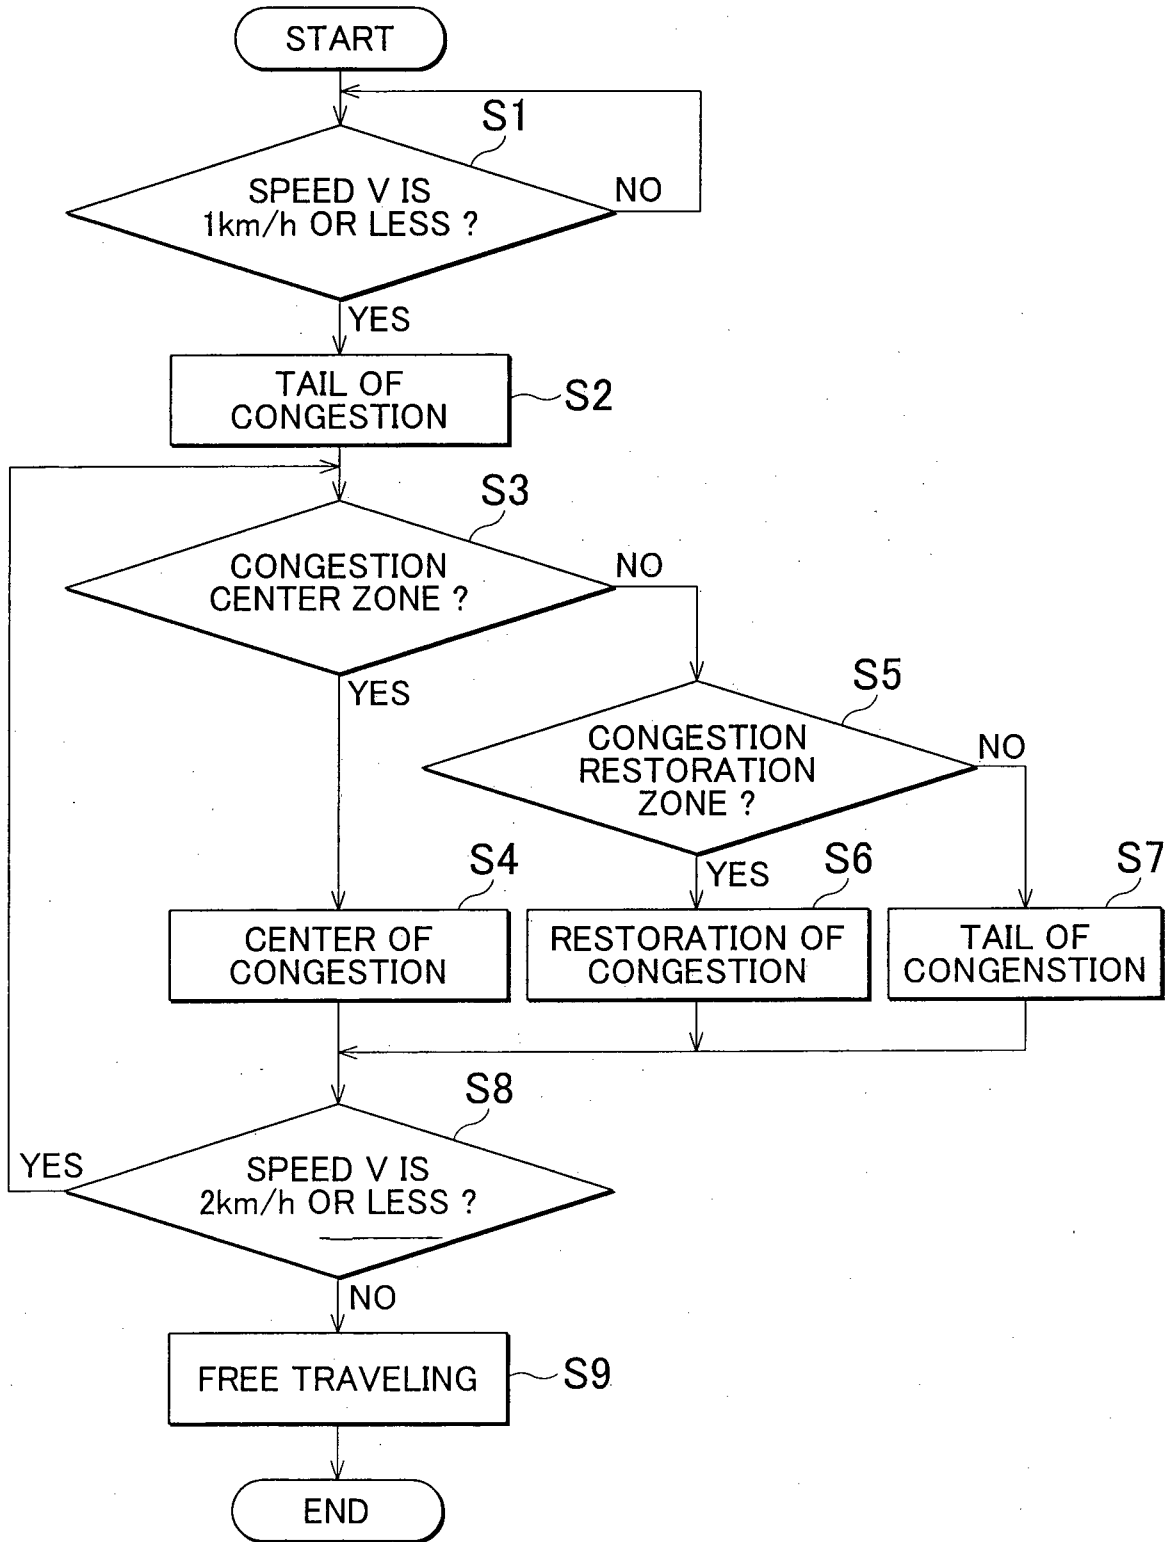 START
S1
SPEED V IS
1km/h OR LESS ?
NO
YES
TAIL OF
CONGESTION
S2
S3
CONGESTION
CENTER ZONE ?
NO
YES
S5
CONGESTION
RESTORATION
ZONE ?
NO
YES
S4
CENTER OF
CONGESTION
S6
RESTORATION OF
CONGESTION
S7
TAIL OF
CONGENSTION
S8
SPEED V IS
2km/h OR LESS ?
YES
NO
FREE TRAVELING
S9
END